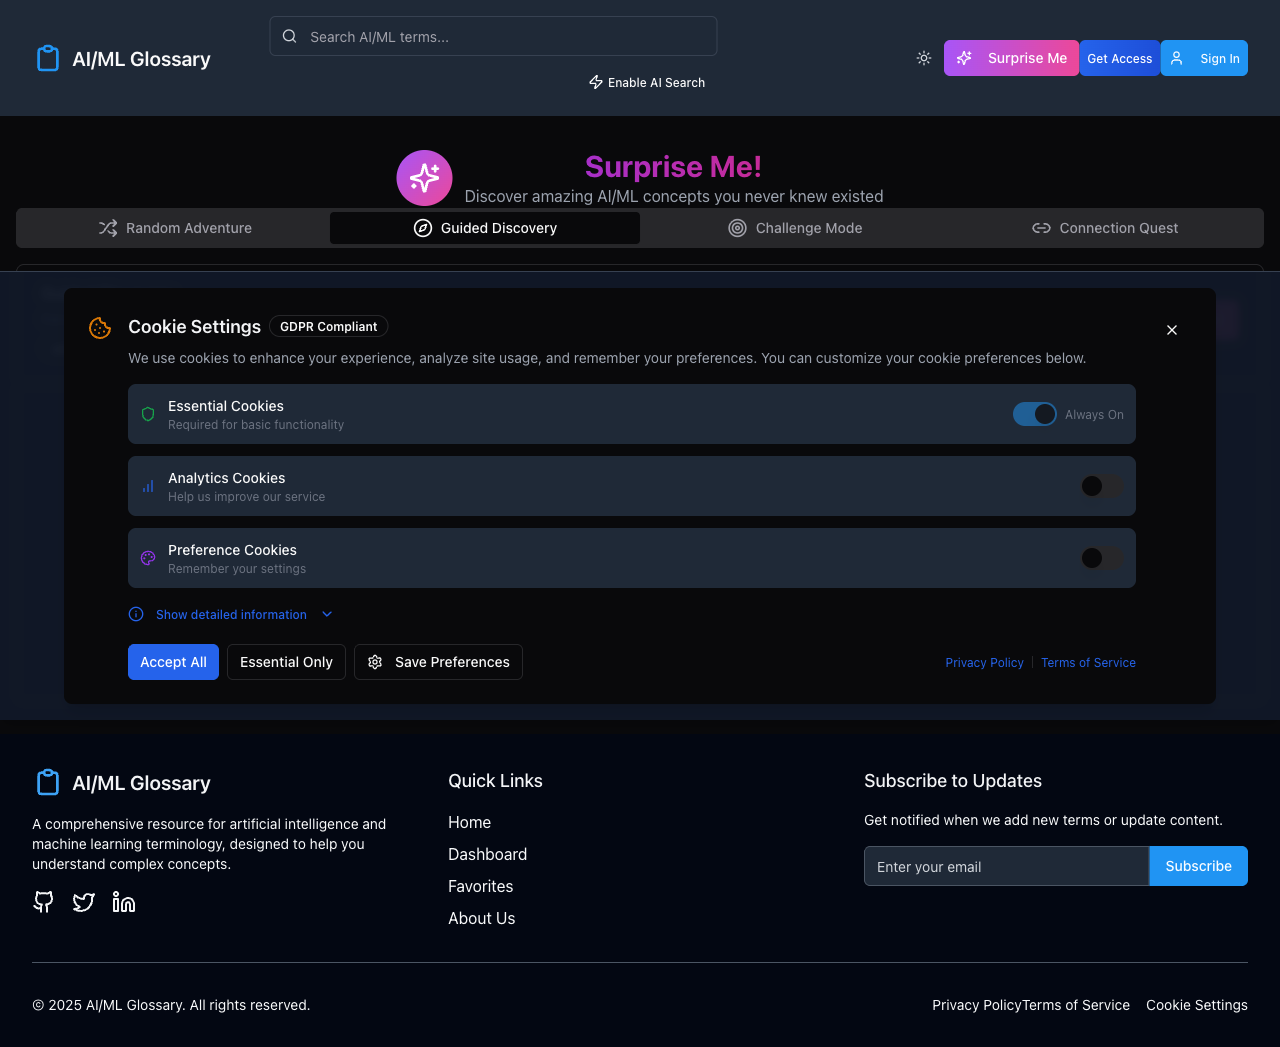 AI/ML Glossary
Search AI/ML terms...
Enable AI Search
Surprise Me
Get Access
Sign In
Surprise Me!
Discover amazing AI/ML concepts you never knew existed
Random Adventure
Guided Discovery
Challenge Mode
Connection Quest
Cookie Settings
GDPR Compliant
We use cookies to enhance your experience, analyze site usage, and remember your preferences. You can customize your cookie preferences below.
Essential Cookies
Required for basic functionality
Always On
Analytics Cookies
Help us improve our service
Preference Cookies
Remember your settings
Show detailed information
Accept All
Essential Only
Save Preferences
Privacy Policy
Terms of Service
AI/ML Glossary
A comprehensive resource for artificial intelligence and
machine learning terminology, designed to help you
understand complex concepts.
Quick Links
Home
Dashboard
Favorites
About Us
Subscribe to Updates
Get notified when we add new terms or update content.
Enter your email
Subscribe
© 2025 AI/ML Glossary. All rights reserved.
Privacy Policy
Terms of Service
Cookie Settings